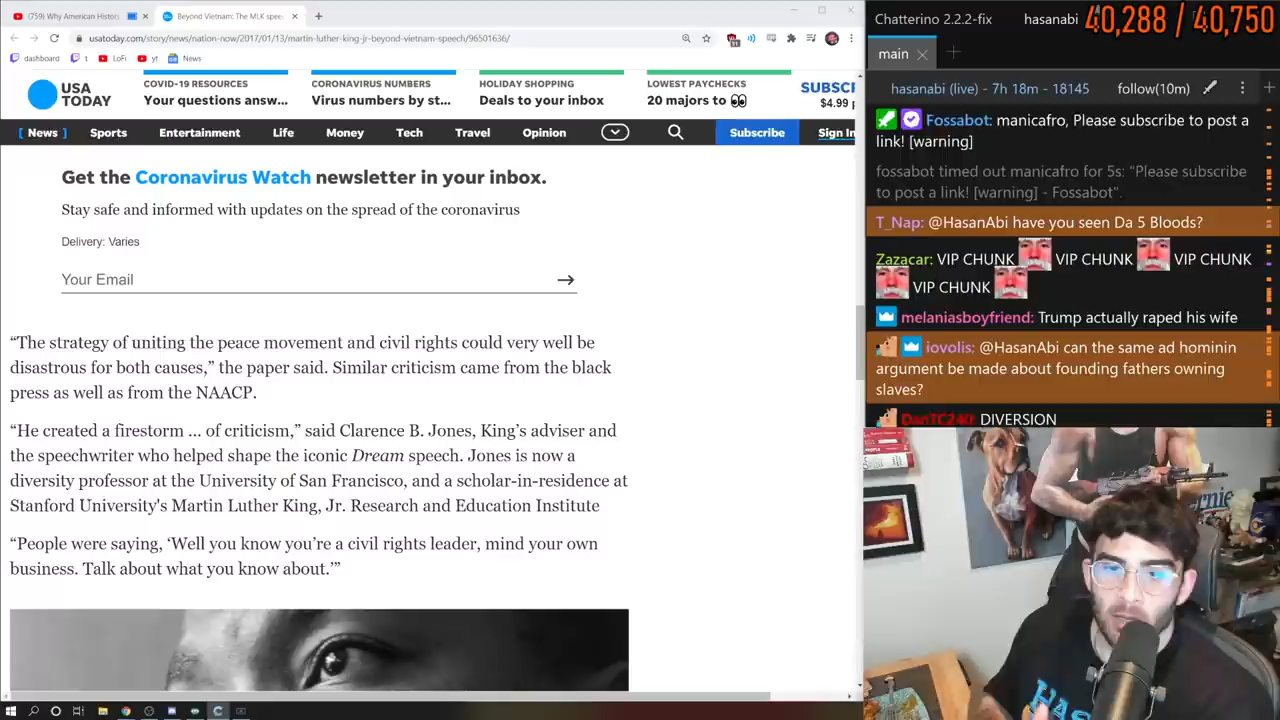 (759) Why American History
Beyond Vietnam: The MLK spee
usatoday.com/story/news/nation-now/2017/01/13/martin-luther-king-jr-beyond-vietnam-speech/96501636/
dashboard
t
LoFi
yt
News
USA
TODAY
COVID-19 RESOURCES
Your questions answ...
CORONAVIRUS NUMBERS
Virus numbers by st...
HOLIDAY SHOPPING
Deals to your inbox
LOWEST PAYCHECKS
20 majors to 👀
SUBSC
$4.99 p
[ News ]
Sports
Entertainment
Life
Money
Tech
Travel
Opinion
Subscribe
Sign In
Get the Coronavirus Watch newsletter in your inbox.
Stay safe and informed with updates on the spread of the coronavirus
Delivery: Varies
Your Email
“The strategy of uniting the peace movement and civil rights could very well be
disastrous for both causes,” the paper said. Similar criticism came from the black
press as well as from the NAACP.
“He created a firestorm ... of criticism,” said Clarence B. Jones, King’s adviser and
the speechwriter who helped shape the iconic Dream speech. Jones is now a
diversity professor at the University of San Francisco, and a scholar-in-residence at
Stanford University's Martin Luther King, Jr. Research and Education Institute
“People were saying, ‘Well you know you’re a civil rights leader, mind your own
business. Talk about what you know about.’”
Chatterino 2.2.2-fix
hasanabi
40,288 / 40,750
main
hasanabi (live) - 7h 18m - 18145
follow(10m)
Fossabot: manicafro, Please subscribe to post a
link! [warning]
fossabot timed out manicafro for 5s: "Please subscribe
to post a link! [warning] - Fossabot".
T_Nap: @HasanAbi have you seen Da 5 Bloods?
Zazacar: VIP CHUNK VIP CHUNK VIP CHUNK
VIP CHUNK
melaniasboyfriend: Trump actually raped his wife
iovolis: @HasanAbi can the same ad hominin
argument be made about founding fathers owning
slaves?
DanTC240: DIVERSION
ernie